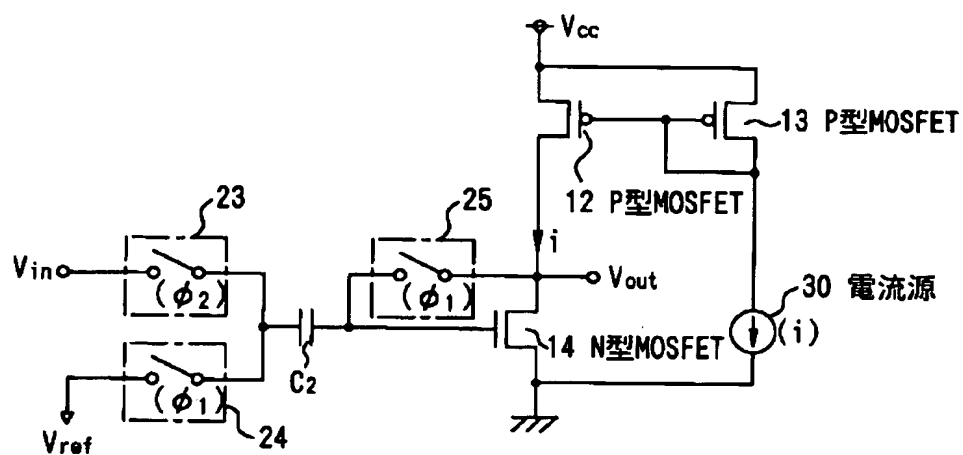 Vcc
13 P型MOSFET
12 P型MOSFET
23
25
i
Vin
(φ2)
(φ1)
Vout
30 電流源
(i)
14 N型MOSFET
C2
(φ1)
24
Vref